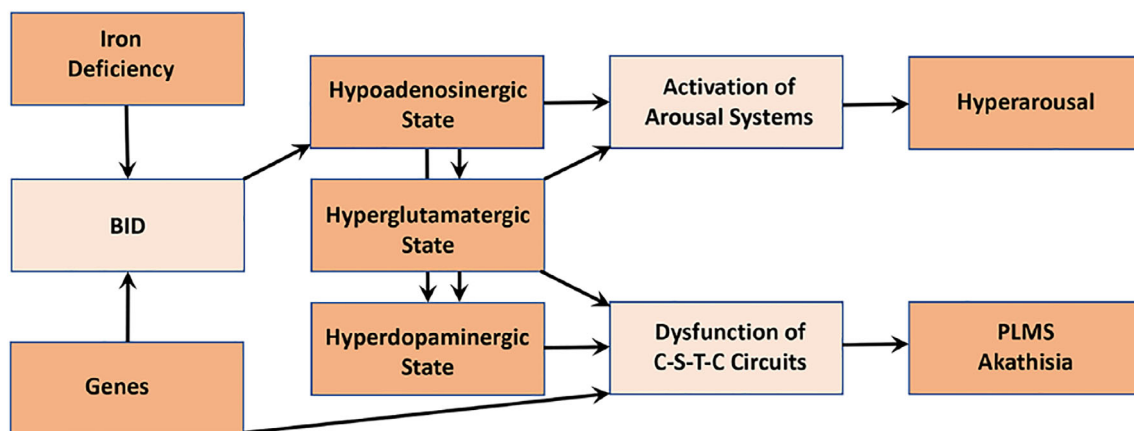 Iron
Deficiency
BID
Genes
Hypoadenosinergic
State
Hyperglutamatergic
State
Hyperdopaminergic
State
Activation of
Arousal Systems
Dysfunction of
C-S-T-C Circuits
Hyperarousal
PLMS
Akathisia